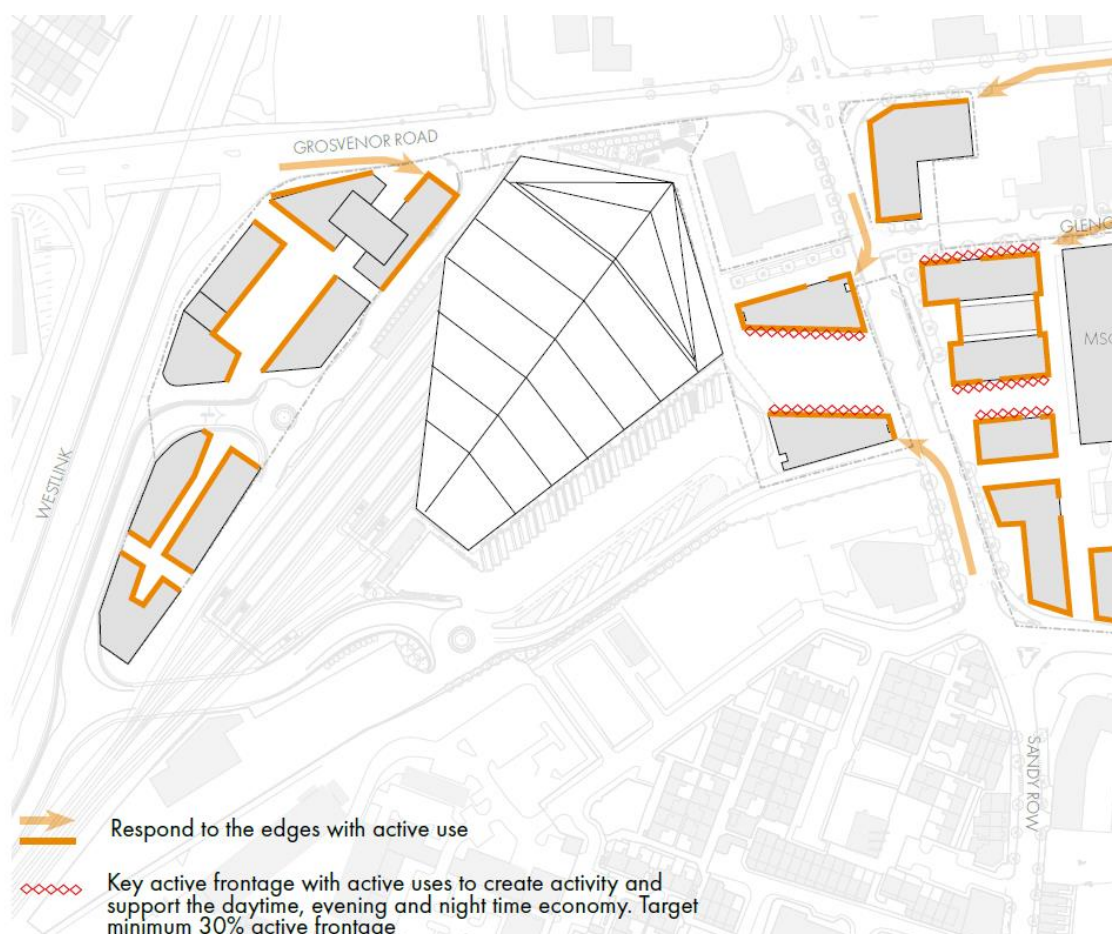 GROSVENOR ROAD
GLENG
MSC
WESTLINK
SANDY ROW
Respond to the edges with active use
Key active frontage with active uses to create activity and
support the daytime, evening and night time economy. Target
minimum 30% active frontage